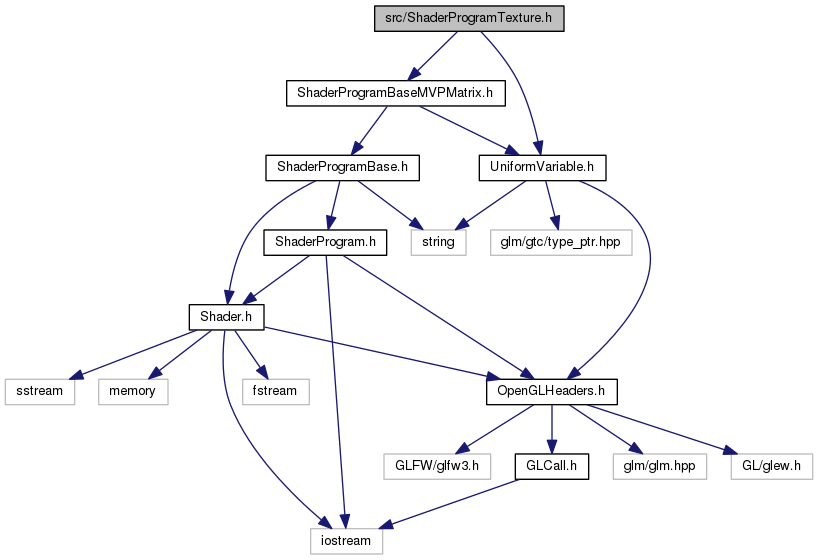 src/ShaderProgramTexture.h
ShaderProgramBaseMVPMatrix.h
ShaderProgramBase.h
UniformVariable.h
ShaderProgram.h
string
glm/gtc/type_ptr.hpp
Shader.h
sstream
memory
fstream
OpenGLHeaders.h
GLFW/glfw3.h
GLCall.h
glm/glm.hpp
GL/glew.h
iostream